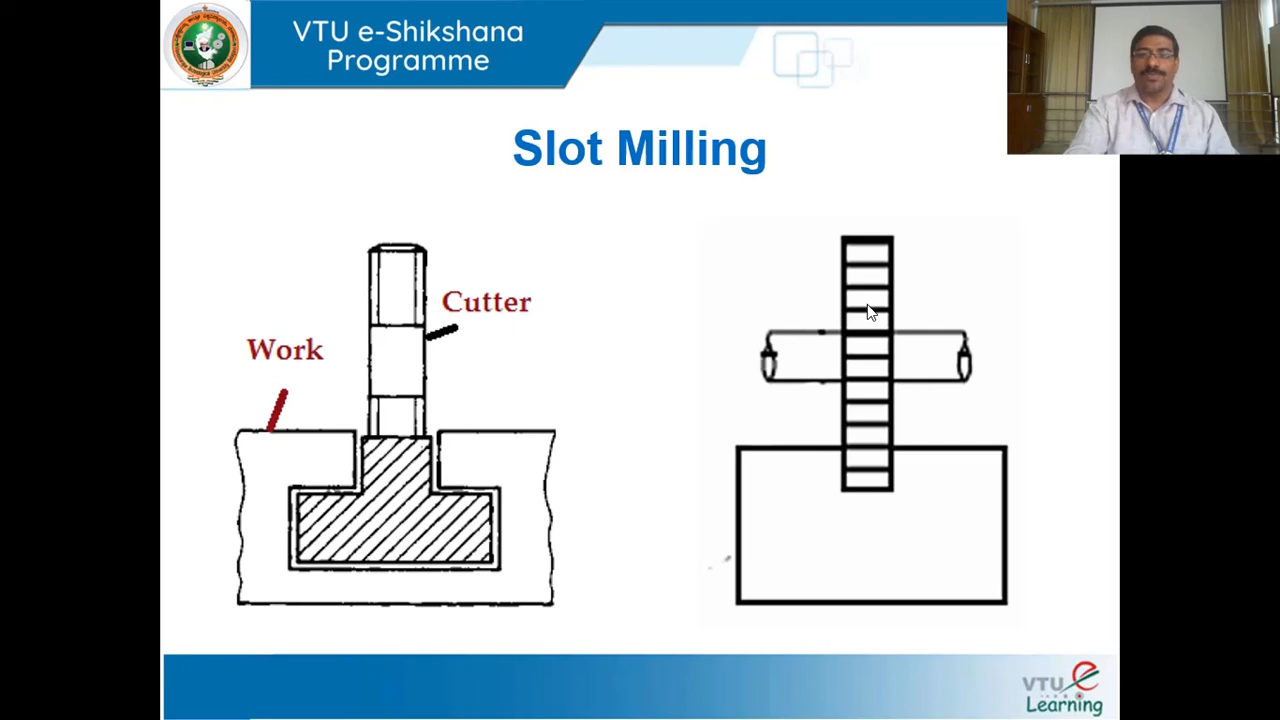 VTU e-Shikshana
Programme
Slot Milling
Cutter
Work
VTU e
Learning